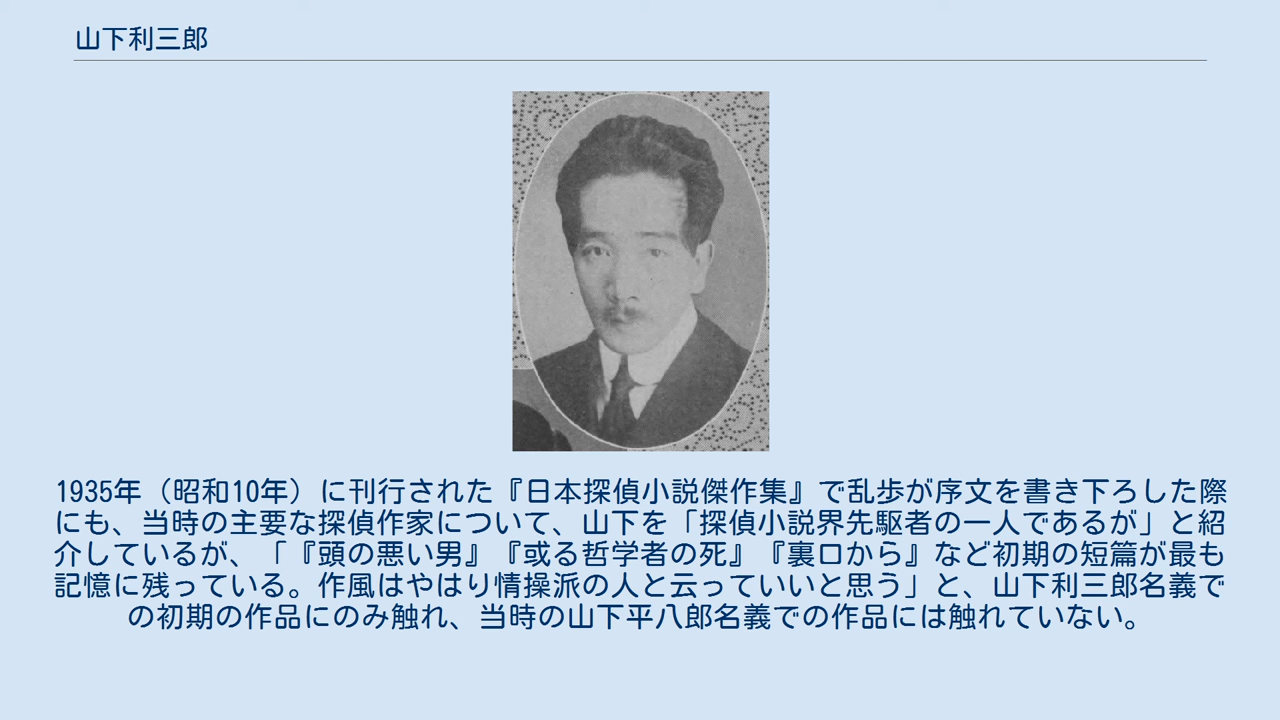 山下利三郎
1935年（昭和10年）に刊行された『日本探偵小説傑作集』で乱歩が序文を書き下ろした際
にも、当時の主要な探偵作家について、山下を「探偵小説界先駆者の一人であるが」と紹
介しているが、「『頭の悪い男』『或る哲学者の死』『裏口から』など初期の短篇が最も
記憶に残っている。作風はやはり情操派の人と云っていいと思う」と、山下利三郎名義で
の初期の作品にのみ触れ、当時の山下平八郎名義での作品には触れていない。